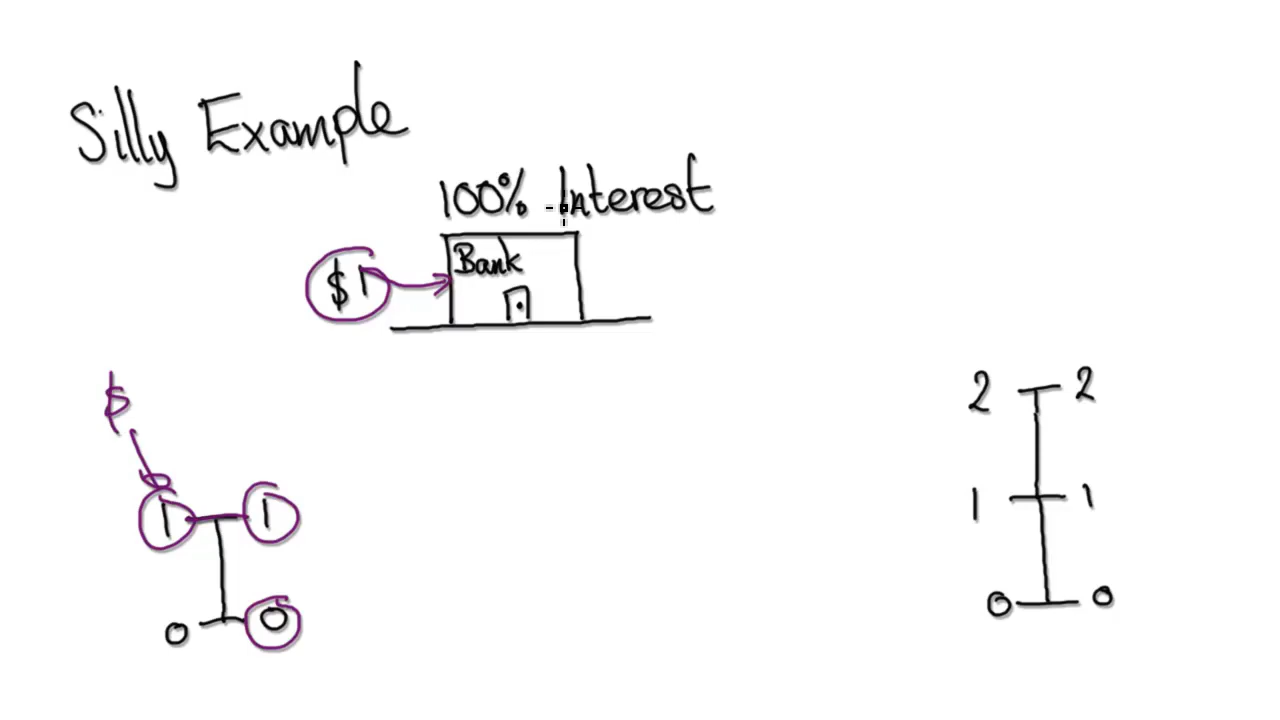 Silly Example
100% Interest
Bank
$1
$
2 2
1 1
1 1
0 0
0 0